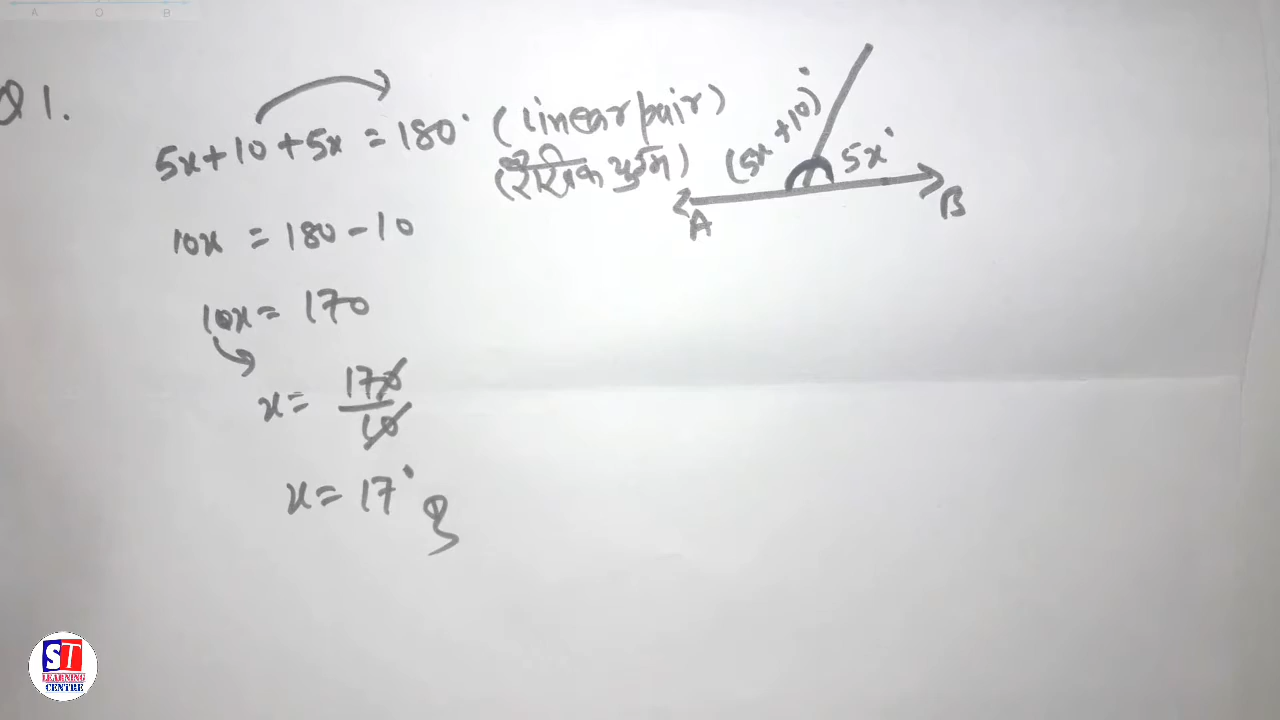 A O B
Q 1.
5x+10+5x = 180° (linear pair)
(रैखिक युग्म)
10x = 180-10
10x = 170
x = 170/10
x = 17°
(5x+10)° 5x°
A B
ST
LEARNING
CENTRE